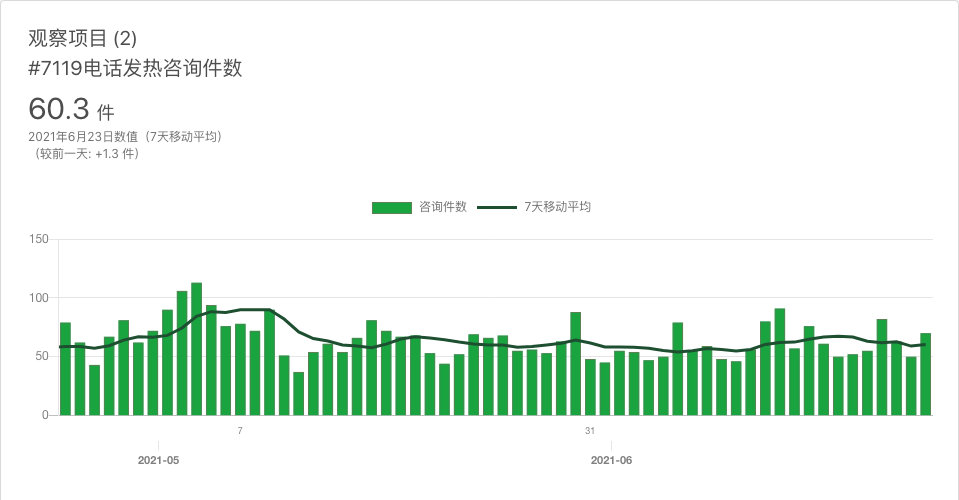 观察项目 (2)
#7119电话发热咨询件数
60.3 件
2021年6月23日数值（7天移动平均）
（较前一天: +1.3 件）
咨询件数 7天移动平均
150
100
50
0
7 31
2021-05 2021-06